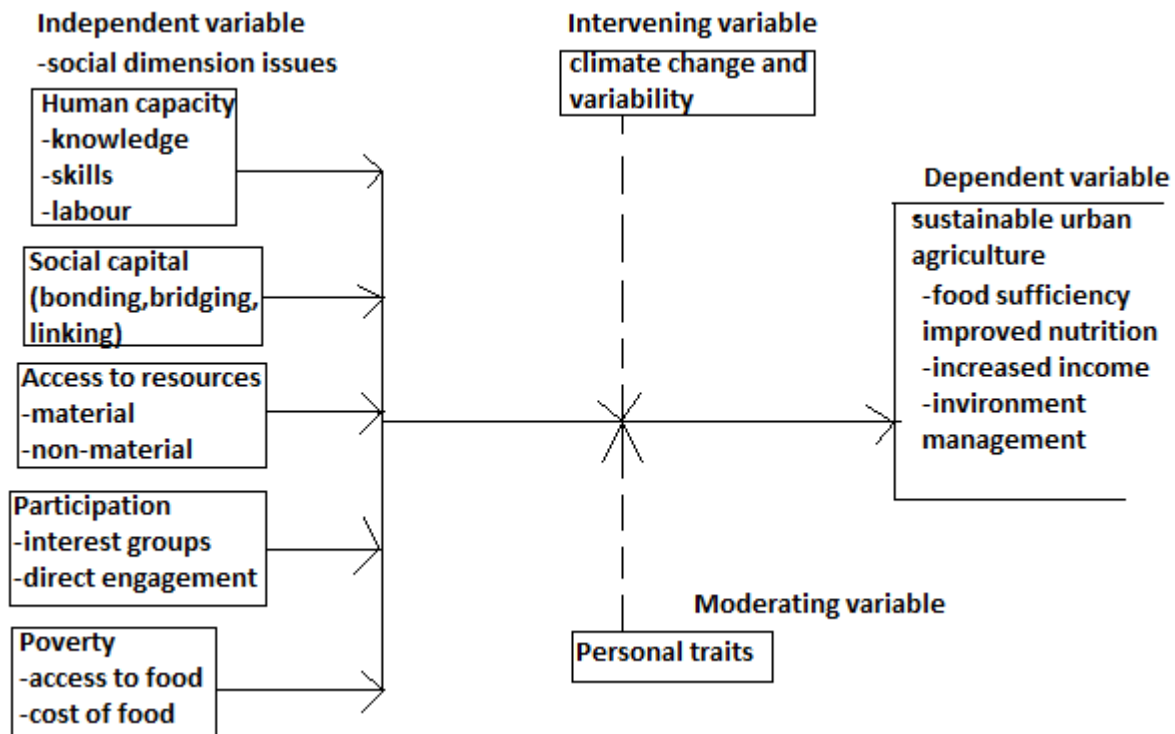 Independent variable
-social dimension issues
Human capacity
-knowledge
-skills
-labour
Social capital
(bonding,bridging,
linking)
Access to resources
-material
-non-material
Participation
-interest groups
-direct engagement
Poverty
-access to food
-cost of food
Intervening variable
climate change and
variability
Moderating variable
Personal traits
Dependent variable
sustainable urban
agriculture
-food sufficiency
improved nutrition
-increased income
-invironment
management